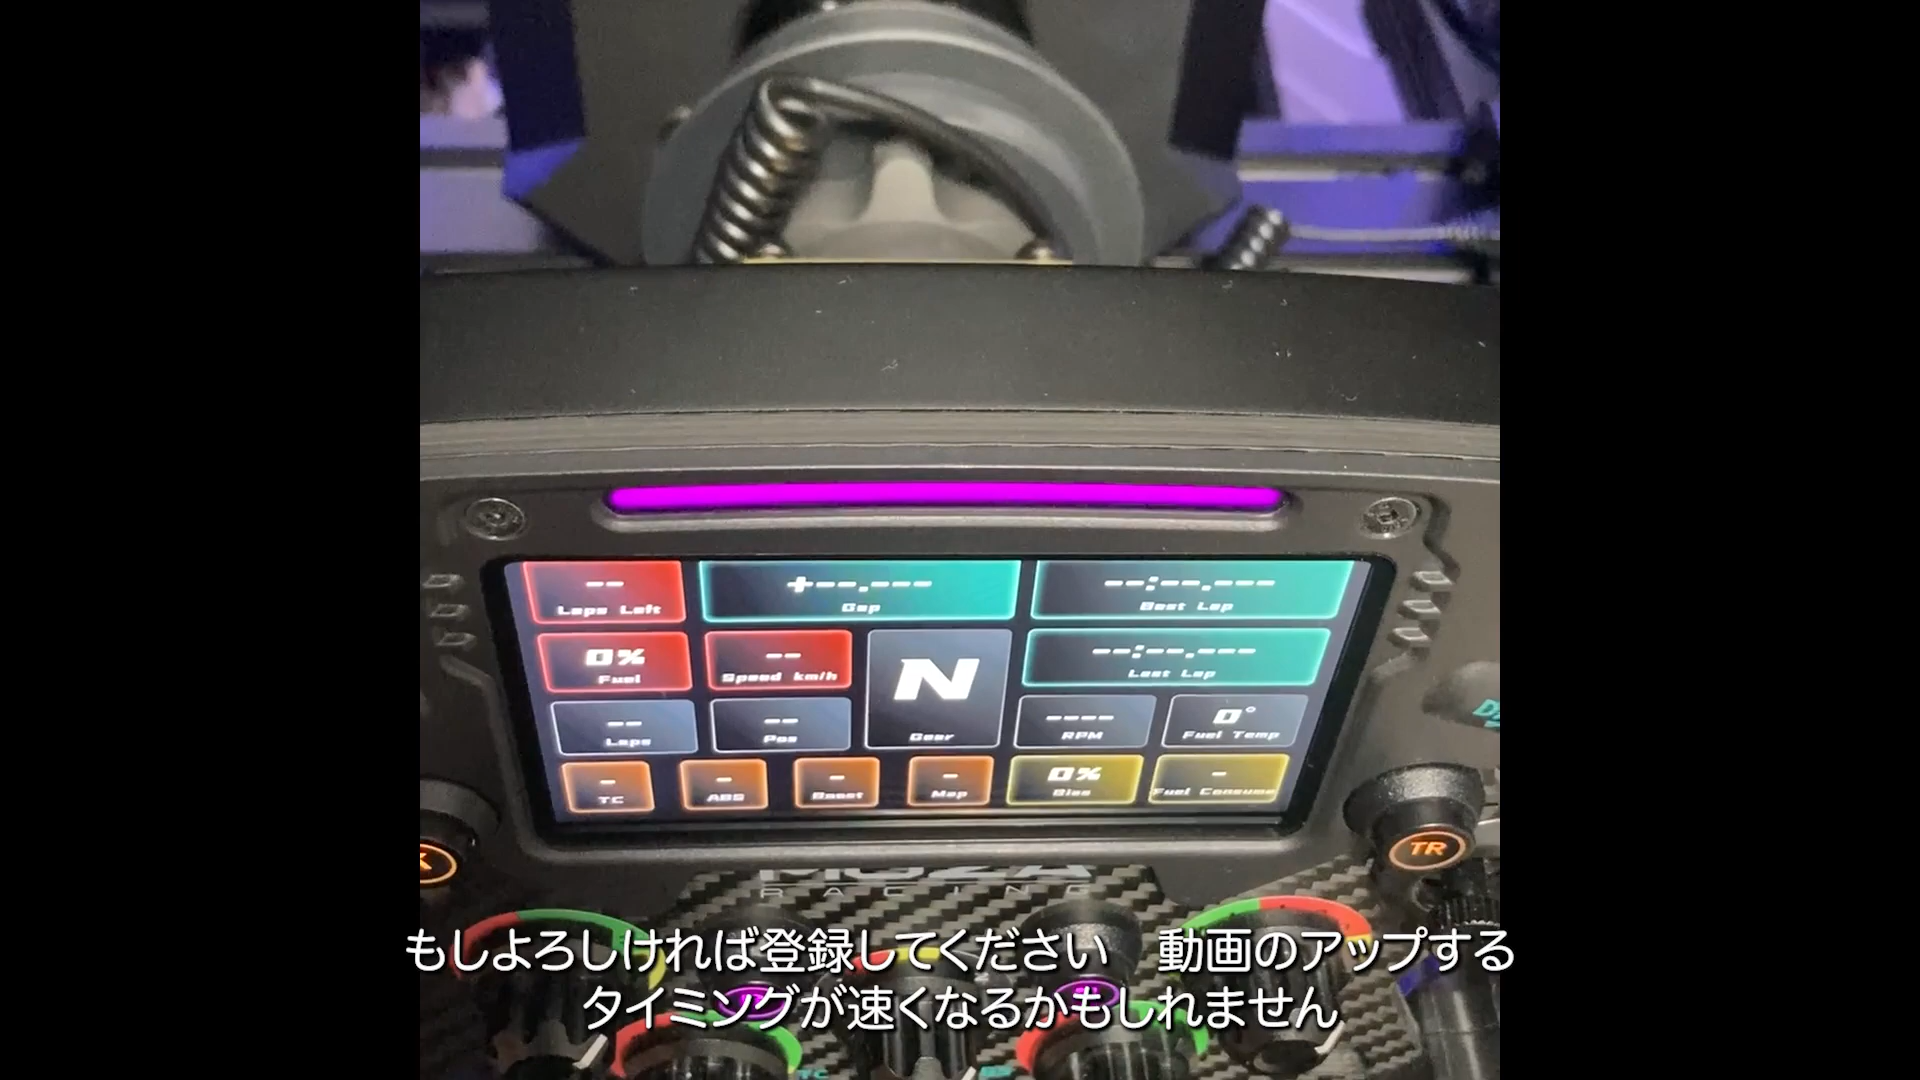 -- +--.--- --:--.---
Laps Left Gap Best Lap
0% -- N --:--.---
Fuel Speed km/h Last Lap
-- -- ---- 0°
Laps Pos Gear RPM Fuel Temp
- - - - 0% -
TC ABS Boost Map Bias Fuel Consume
TR
MOZA
RACING
もしよろしければ登録してください　動画のアップする
タイミングが速くなるかもしれません
TC